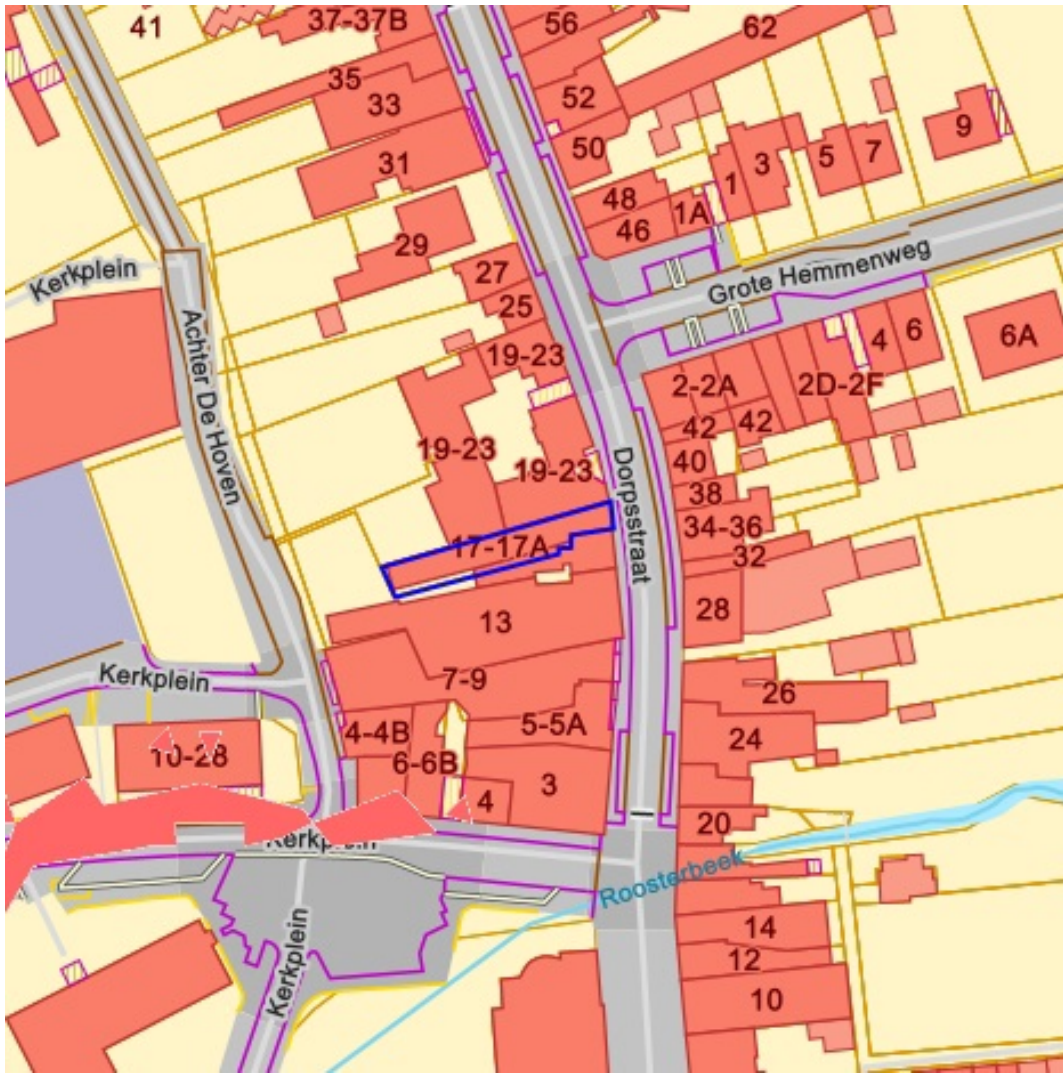 41
37-37B
56
62
35
33
52
50
31
9
5
7
3
1
48
1A
46
29
Kerkplein
27
Grote Hemmenweg
25
Achter De Hoven
19-23
4
6
6A
2-2A
2D-2F
42
42
19-23
19-23
40
38
Dorpsstraat
34-36
17-17A
32
28
13
Kerkplein
7-9
26
4-4B
5-5A
24
10-28
6-6B
3
4
20
Kerkplein
Roosterbeek
14
12
Kerkplein
10